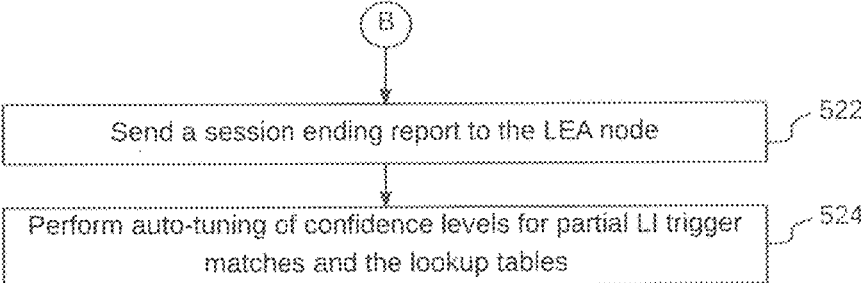 B
Send a session ending report to the LEA node
522
Perform auto-tuning of confidence levels for partial LI trigger
matches and the lookup tables
524